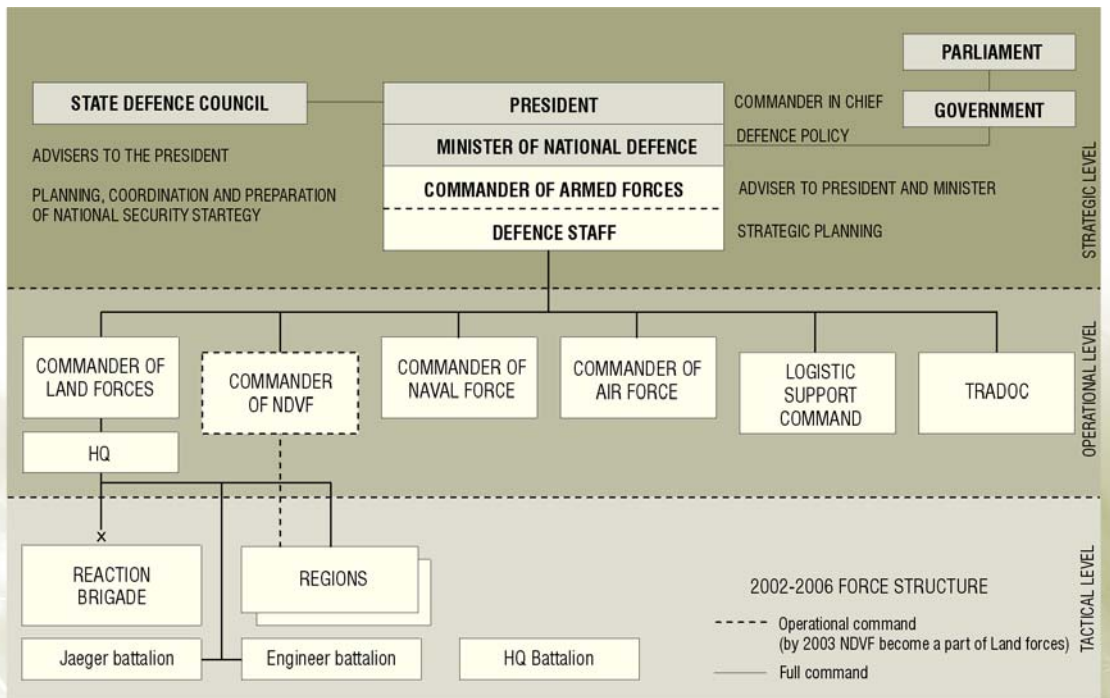 PARLIAMENT
STATE DEFENCE COUNCIL
PRESIDENT
COMMANDER IN CHIEF
GOVERNMENT
MINISTER OF NATIONAL DEFENCE
DEFENCE POLICY
ADVISERS TO THE PRESIDENT
PLANNING, COORDINATION AND PREPARATION
OF NATIONAL SECURITY STARTEGY
COMMANDER OF ARMED FORCES
ADVISER TO PRESIDENT AND MINISTER
DEFENCE STAFF
STRATEGIC PLANNING
STRATEGIC LEVEL
COMMANDER OF
LAND FORCES
COMMANDER
OF NDVF
COMMANDER OF
NAVAL FORCE
COMMANDER OF
AIR FORCE
LOGISTIC
SUPPORT
COMMAND
TRADOC
HQ
OPERATIONAL LEVEL
x
REACTION
BRIGADE
REGIONS
Jaeger battalion
Engineer battalion
HQ Battalion
2002-2006 FORCE STRUCTURE
Operational command
(by 2003 NDVF become a part of Land forces)
Full command
TACTICAL LEVEL